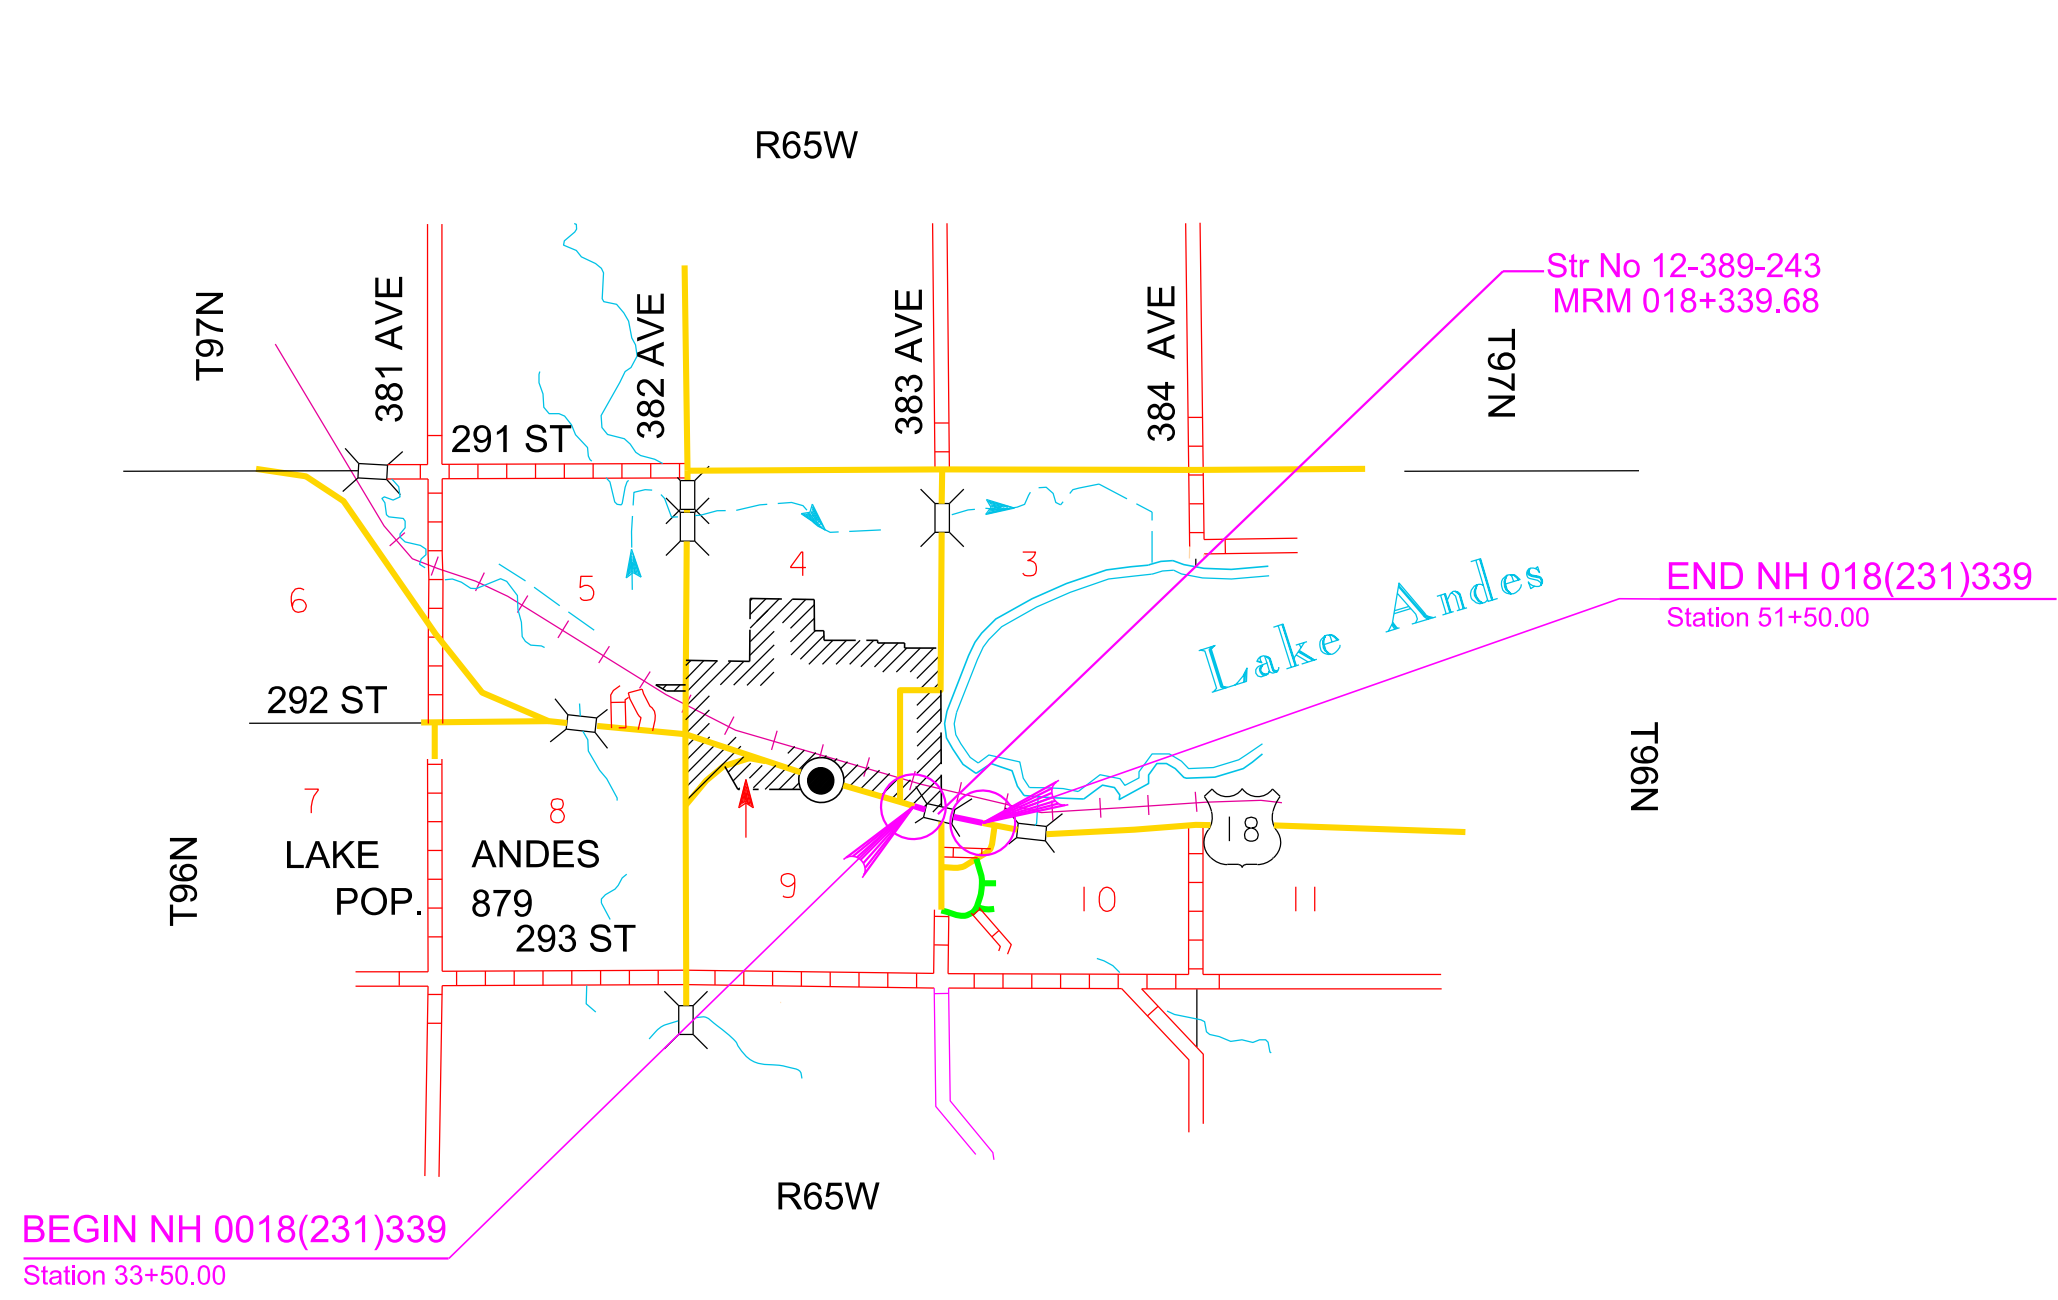 R65W
Str No 12-389-243
MRM 018+339.68
T97N
381 AVE
382 AVE
383 AVE
384 AVE
T97N
291 ST
4
3
5
6
Lake Andes
END NH 018(231)339
Station 51+50.00
292 ST
T96N
7
8
18
LAKE ANDES
POP. 879
T96N
9
10
11
293 ST
R65W
BEGIN NH 0018(231)339
Station 33+50.00